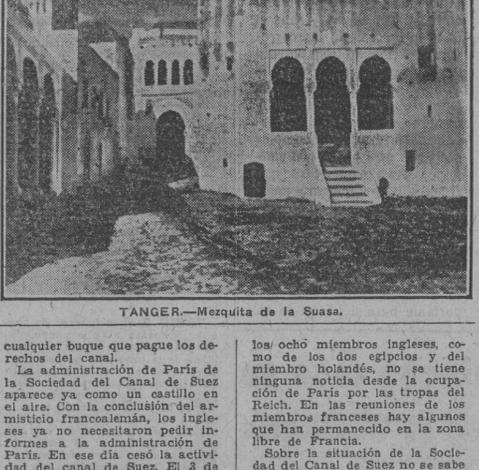 TANGER.—Mezquita de la Suasa.
cualquier buque que pague los de-
rechos del canal.
La administración de París de
la Sociedad del Canal de Suez
aparece ya como un castillo en
el aire. Con la conclusión del ar-
misticio francoalemán, los ingle-
ses ya no necesitaron pedir in-
formes a la administración de
París. En ese día cesó la activi-
dad del canal de Suez. El 3 de
los ocho miembros ingleses, co-
mo de los dos egipcios y del
miembro holandés, no se tiene
ninguna noticia desde la ocupa-
ción de París por las tropas del
Reich. En las reuniones de los
miembros franceses hay algunos
que han permanecido en la zona
libre de Francia.
Sobre la situación de la Socie-
dad del Canal de Suez no se sabe